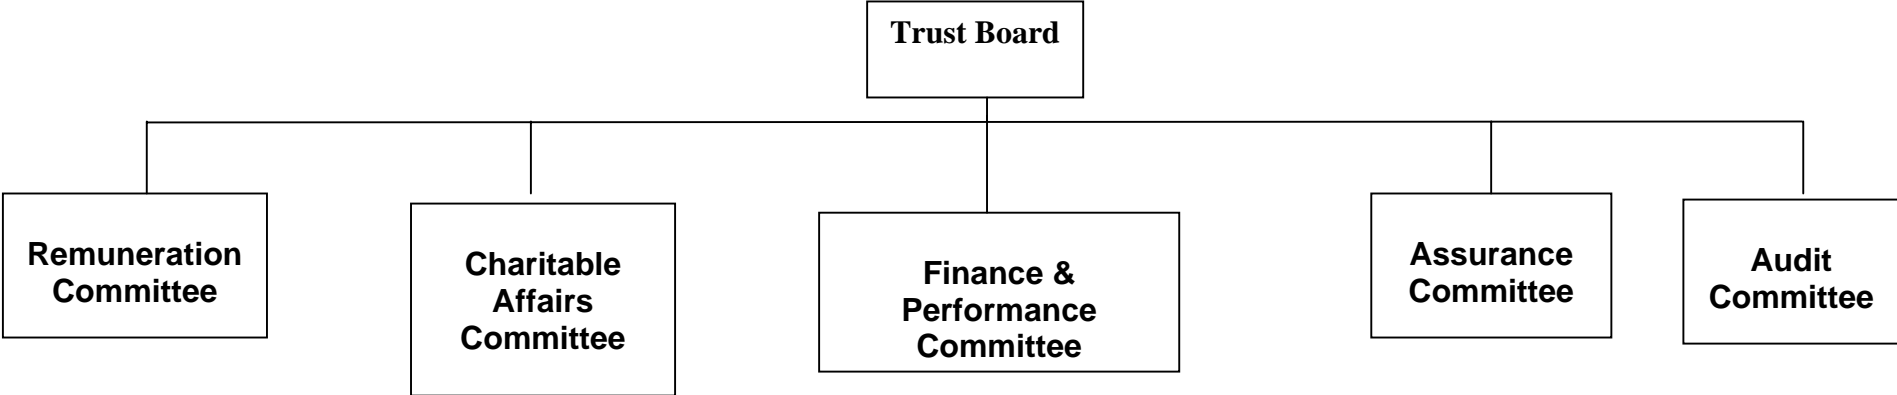 Trust Board
Remuneration
Committee
Charitable
Affairs
Committee
Finance &
Performance
Committee
Assurance
Committee
Audit
Committee